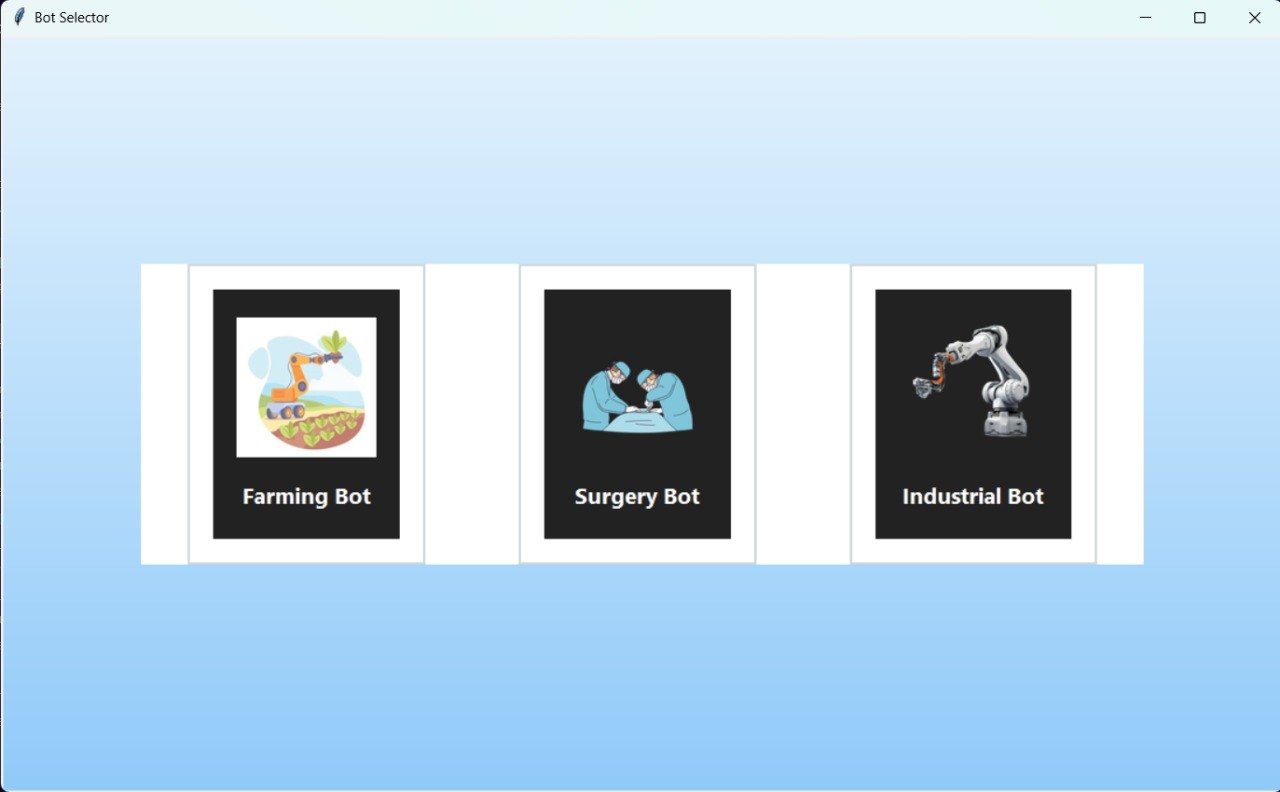 Bot Selector
Farming Bot
Surgery Bot
Industrial Bot